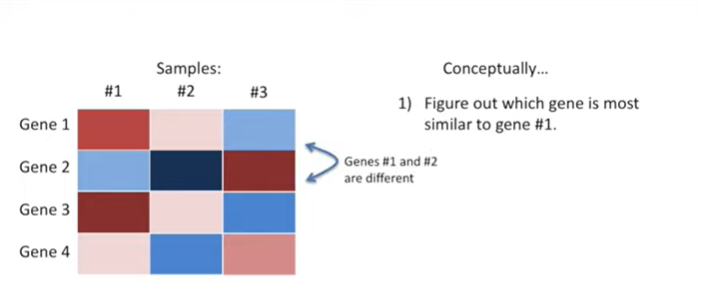 Samples:
#1 #2 #3
Gene 1
Gene 2
Gene 3
Gene 4
Genes #1 and #2
are different
Conceptually...
1) Figure out which gene is most
similar to gene #1.